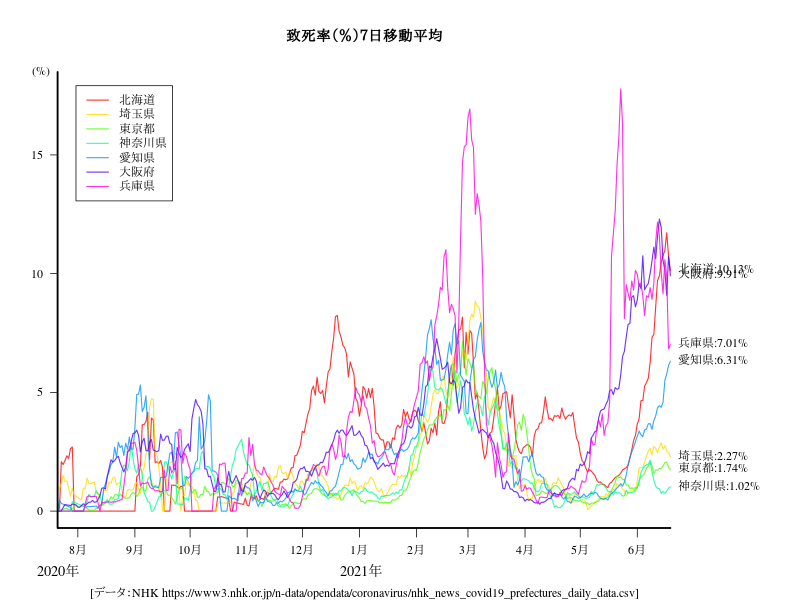 致死率(%)7日移動平均
(%)
北海道
埼玉県
東京都
神奈川県
愛知県
大阪府
兵庫県
15
10
5
0
北海道:10.13%
大阪府:9.91%
兵庫県:7.01%
愛知県:6.31%
埼玉県:2.27%
東京都:1.74%
神奈川県:1.02%
8月 9月 10月 11月 12月 1月 2月 3月 4月 5月 6月
2020年 2021年
[データ:NHK https://www3.nhk.or.jp/n-data/opendata/coronavirus/nhk_news_covid19_prefectures_daily_data.csv]